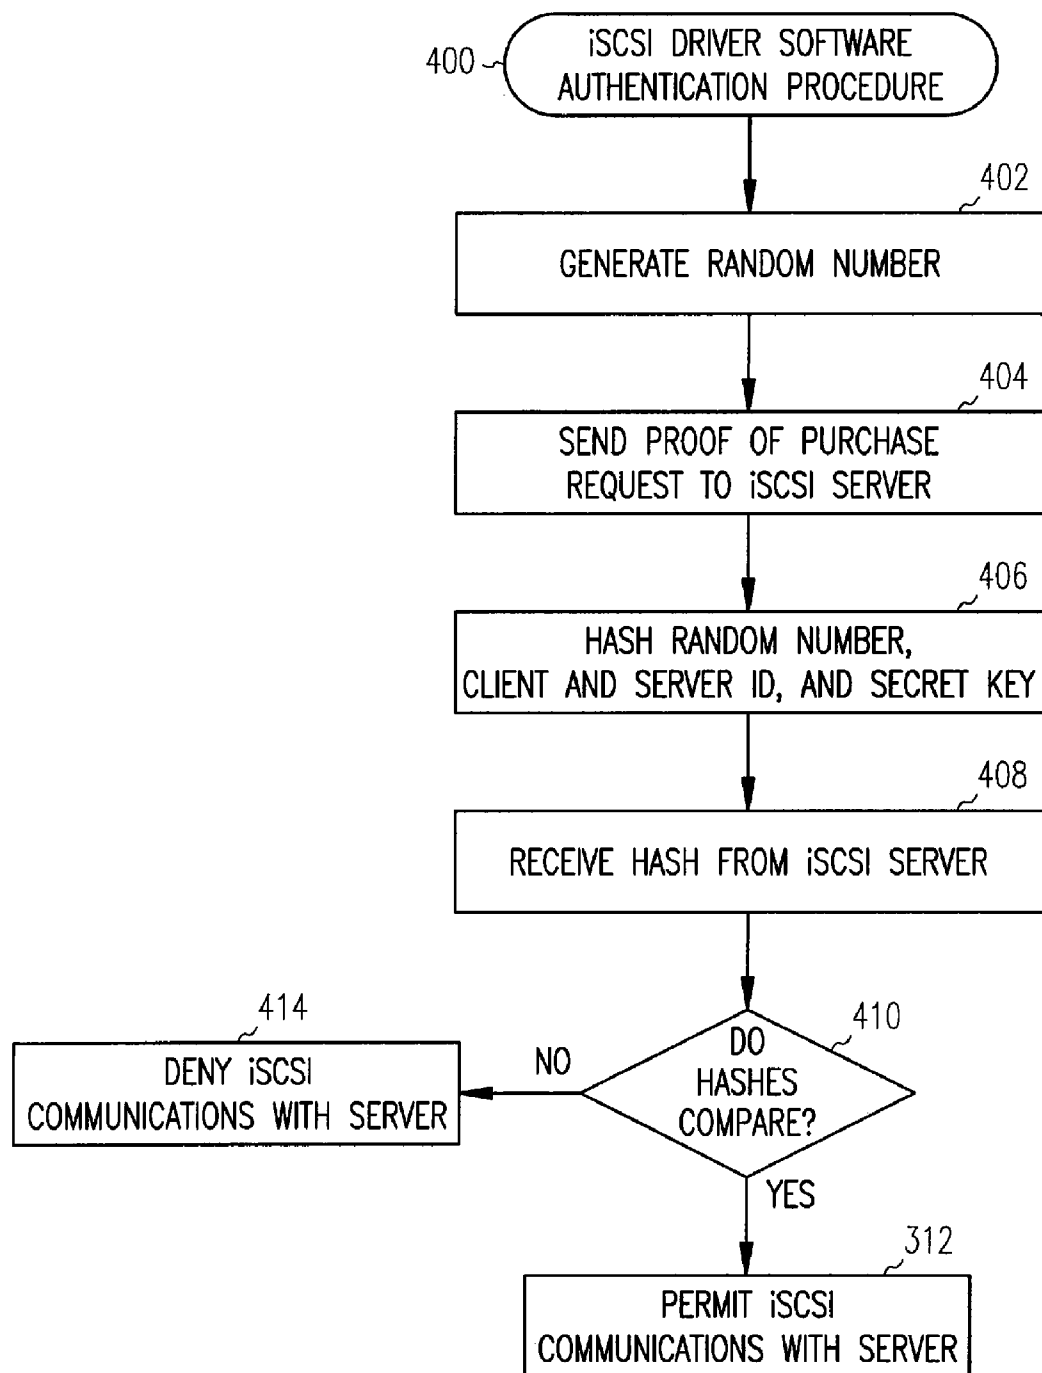 400
iSCSI DRIVER SOFTWARE
AUTHENTICATION PROCEDURE
402
GENERATE RANDOM NUMBER
404
SEND PROOF OF PURCHASE
REQUEST TO iSCSI SERVER
406
HASH RANDOM NUMBER,
CLIENT AND SERVER ID, AND SECRET KEY
408
RECEIVE HASH FROM iSCSI SERVER
410
DO
HASHES
COMPARE?
NO
414
DENY iSCSI
COMMUNICATIONS WITH SERVER
YES
312
PERMIT iSCSI
COMMUNICATIONS WITH SERVER